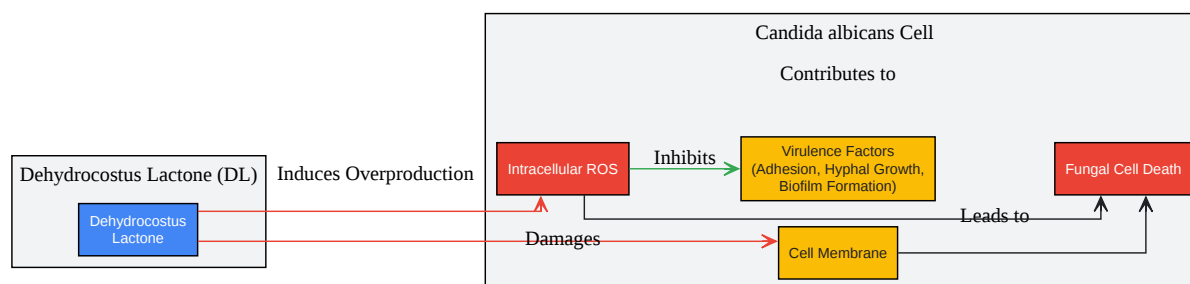 Candida albicans Cell
Contributes to
Dehydrocostus Lactone (DL)
Dehydrocostus
Lactone
Induces Overproduction
Intracellular ROS
Inhibits
Virulence Factors
(Adhesion, Hyphal Growth,
Biofilm Formation)
Fungal Cell Death
Leads to
Damages
Cell Membrane